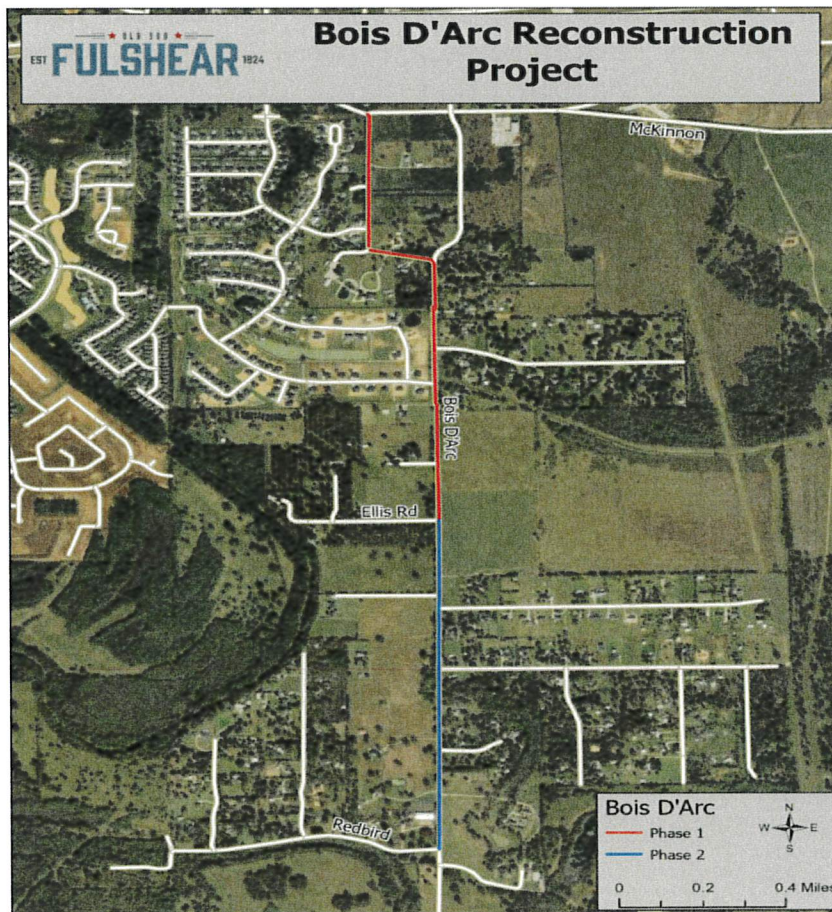 OLD 300
EST FULSHEAR 1824
Bois D'Arc Reconstruction
Project
McKinnon
Bois D'Arc
Ellis Rd
Redbird
Bois D'Arc
Phase 1
Phase 2
N
W E
S
0 0.2 0.4 Miles